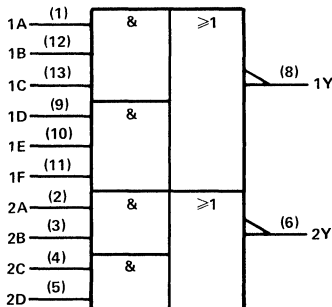 1A (1) & ≥1
1B (12)
1C (13) (8) 1Y
1D (9) &
1E (10)
1F (11)
2A (2) & ≥1
2B (3) (6) 2Y
2C (4) &
2D (5)